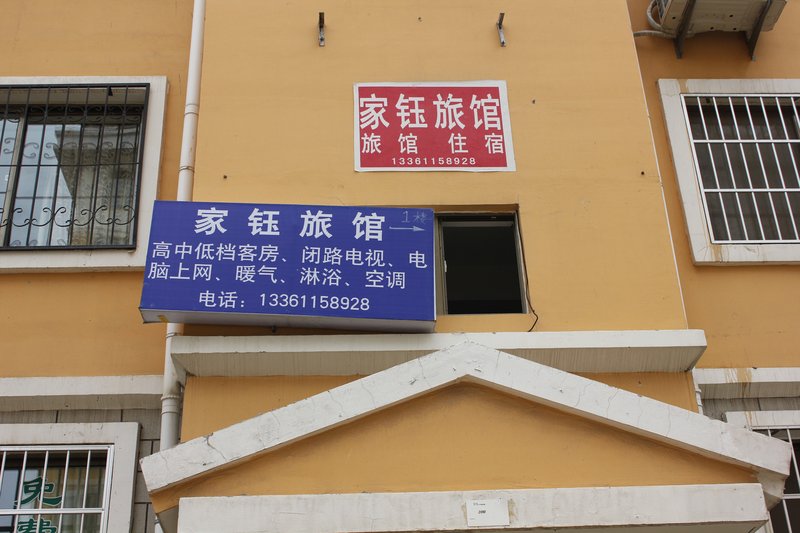 家钰旅馆
旅馆 住宿
13361158928
家钰旅馆 1楼
高中低档客房、闭路电视、电
脑上网、暖气、淋浴、空调
电话：13361158928
免